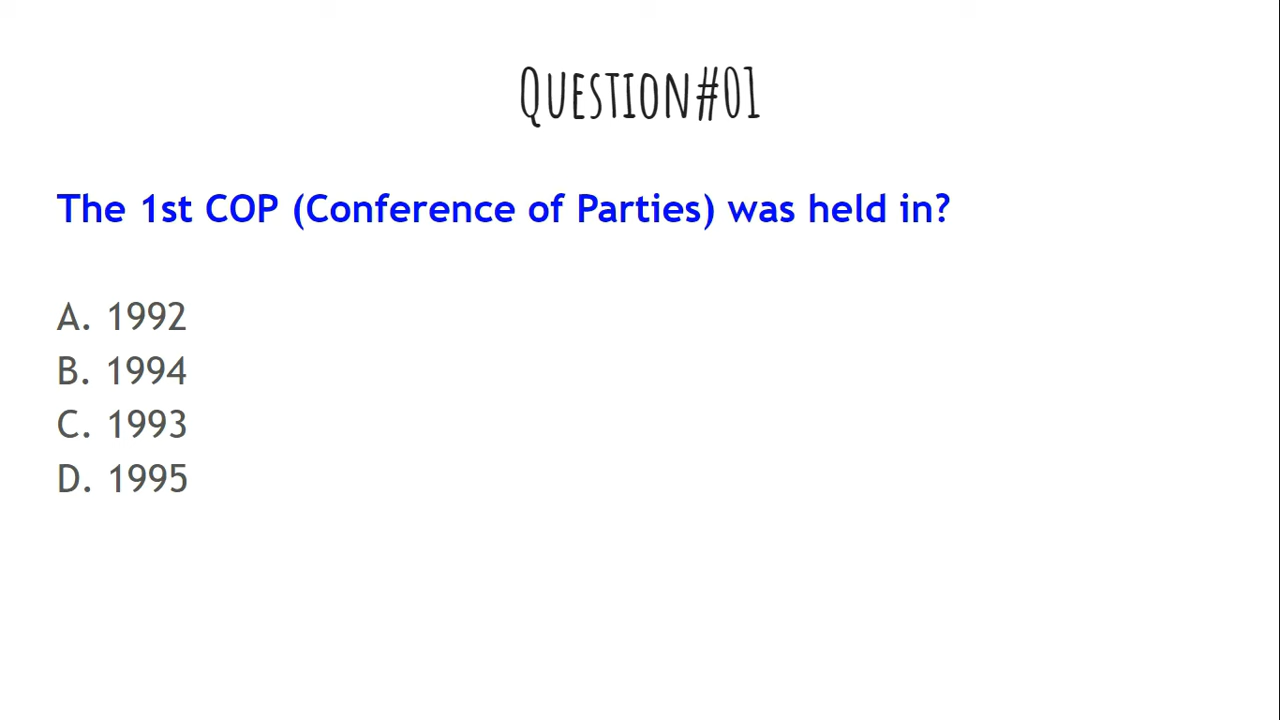 Question#01
The 1st COP (Conference of Parties) was held in?
A. 1992
B. 1994
C. 1993
D. 1995